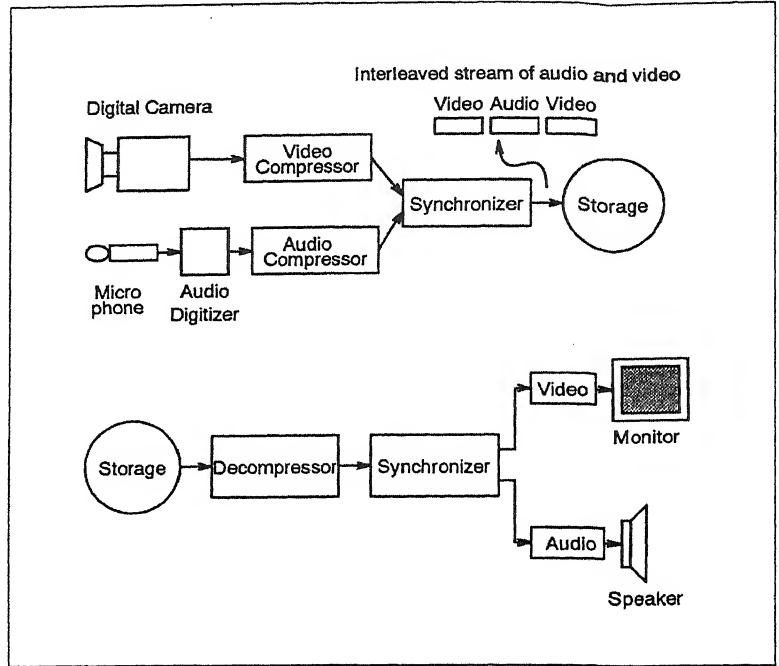 Interleaved stream of audio and video
Video Audio Video
Digital Camera
Video
Compressor
Synchronizer
Storage
Audio
Compressor
Micro
phone
Audio
Digitizer
Video
Monitor
Storage
Decompressor
Synchronizer
Audio
Speaker